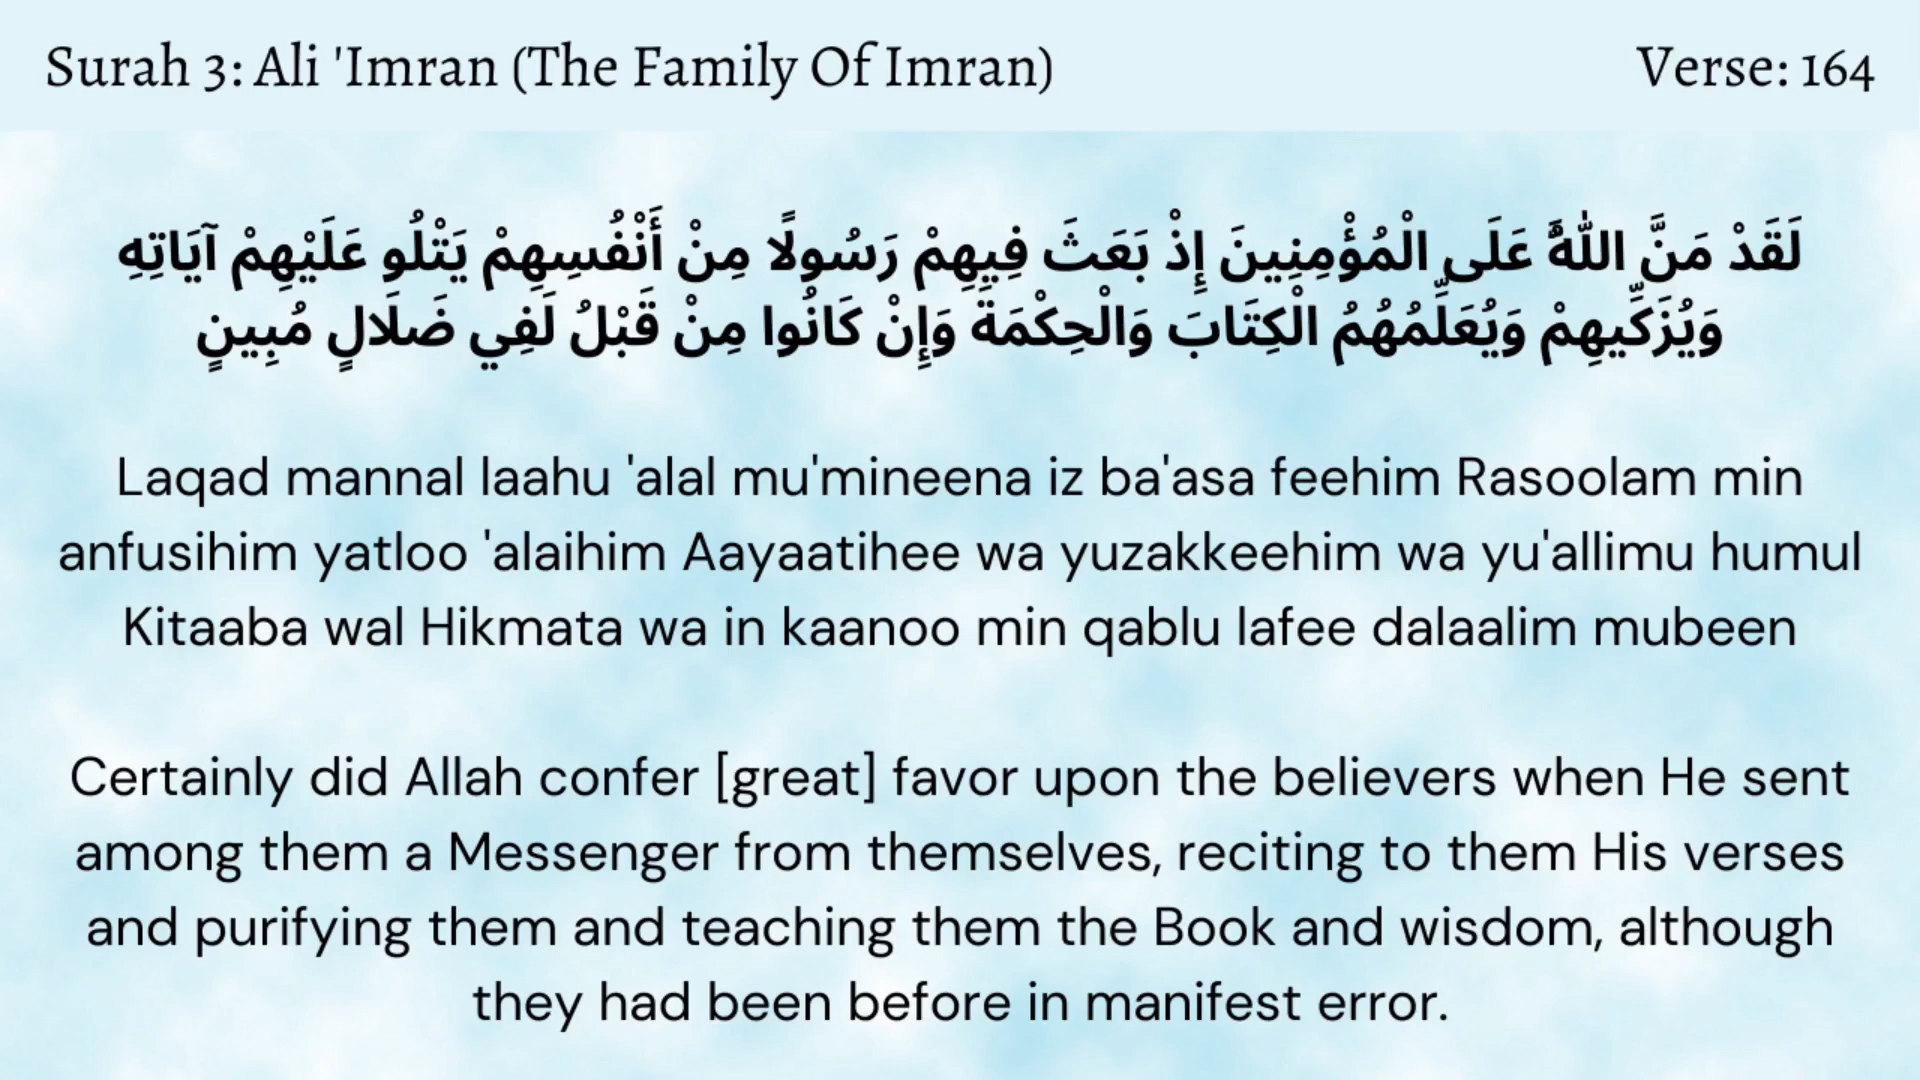 Surah 3: Ali 'Imran (The Family Of Imran)
Verse: 164
لَقَدْ مَنَّ اللَّهُ عَلَى الْمُؤْمِنِينَ إِذْ بَعَثَ فِيهِمْ رَسُولًا مِنْ أَنْفُسِهِمْ يَتْلُو عَلَيْهِمْ آيَاتِهِ
وَيُزَكِّيهِمْ وَيُعَلِّمُهُمُ الْكِتَابَ وَالْحِكْمَةَ وَإِنْ كَانُوا مِنْ قَبْلُ لَفِي ضَلَالٍ مُبِينٍ
Laqad mannal laahu 'alal mu'mineena iz ba'asa feehim Rasoolam min
anfusihim yatloo 'alaihim Aayaatihee wa yuzakkeehim wa yu'allimu humul
Kitaaba wal Hikmata wa in kaanoo min qablu lafee dalaalim mubeen
Certainly did Allah confer [great] favor upon the believers when He sent
among them a Messenger from themselves, reciting to them His verses
and purifying them and teaching them the Book and wisdom, although
they had been before in manifest error.